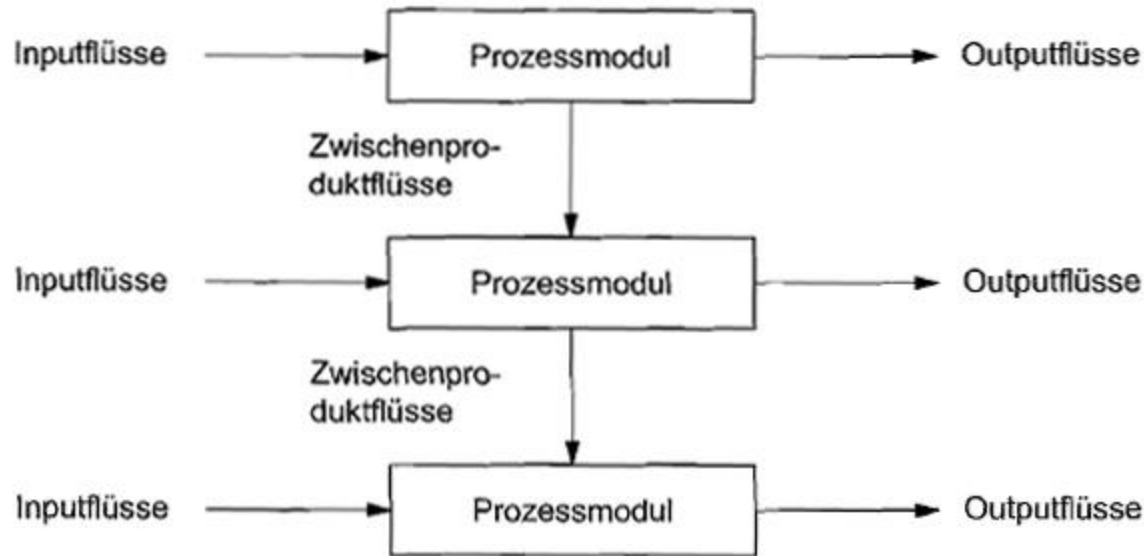 Inputflüsse Prozessmodul Outputflüsse
Zwischenpro-
duktflüsse
Inputflüsse Prozessmodul Outputflüsse
Zwischenpro-
duktflüsse
Inputflüsse Prozessmodul Outputflüsse